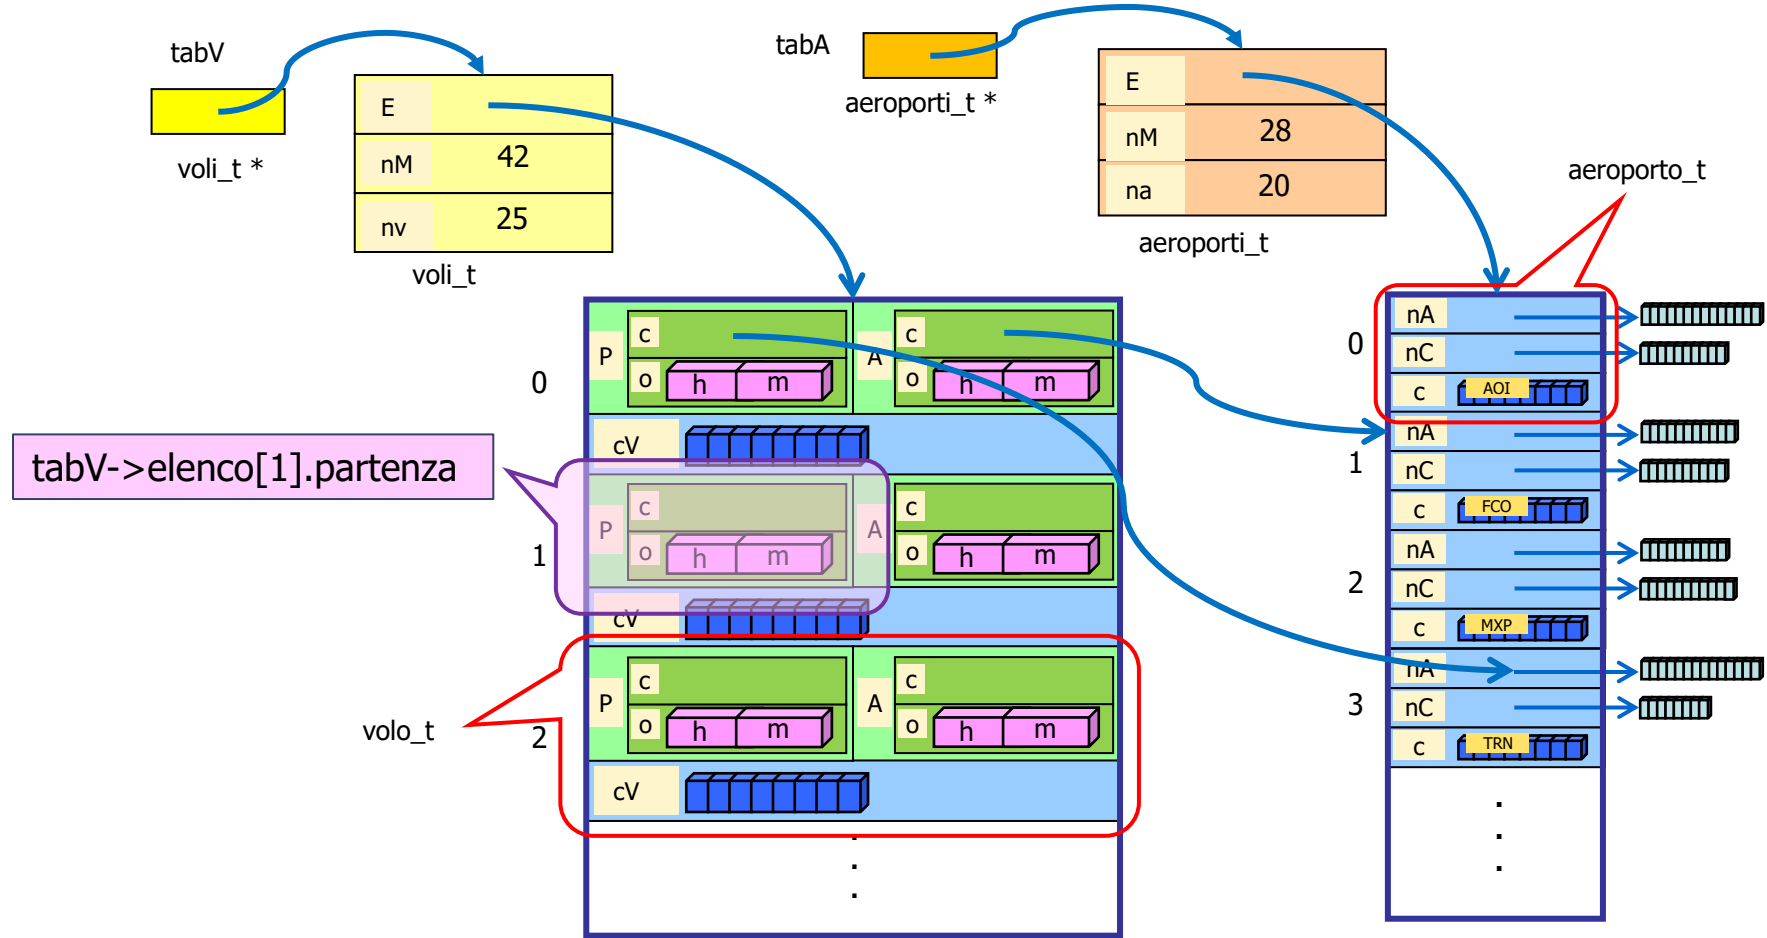 tabV
voli_t *
E
nM 42
nv 25
voli_t
tabA
aeroporti_t *
E
nM 28
na 20
aeroporti_t
aeroporto_t
tabV->elenco[1].partenza
volo_t
0
P
c
o h m
A
c
o h m
cV
1
P
c
o h m
A
c
o h m
cV
2
P
c
o h m
A
c
o h m
cV
.
.
.
0
nA
nC
c AOI
1
nA
nC
c FCO
2
nA
nC
c MXP
3
nA
nC
c TRN
.
.
.